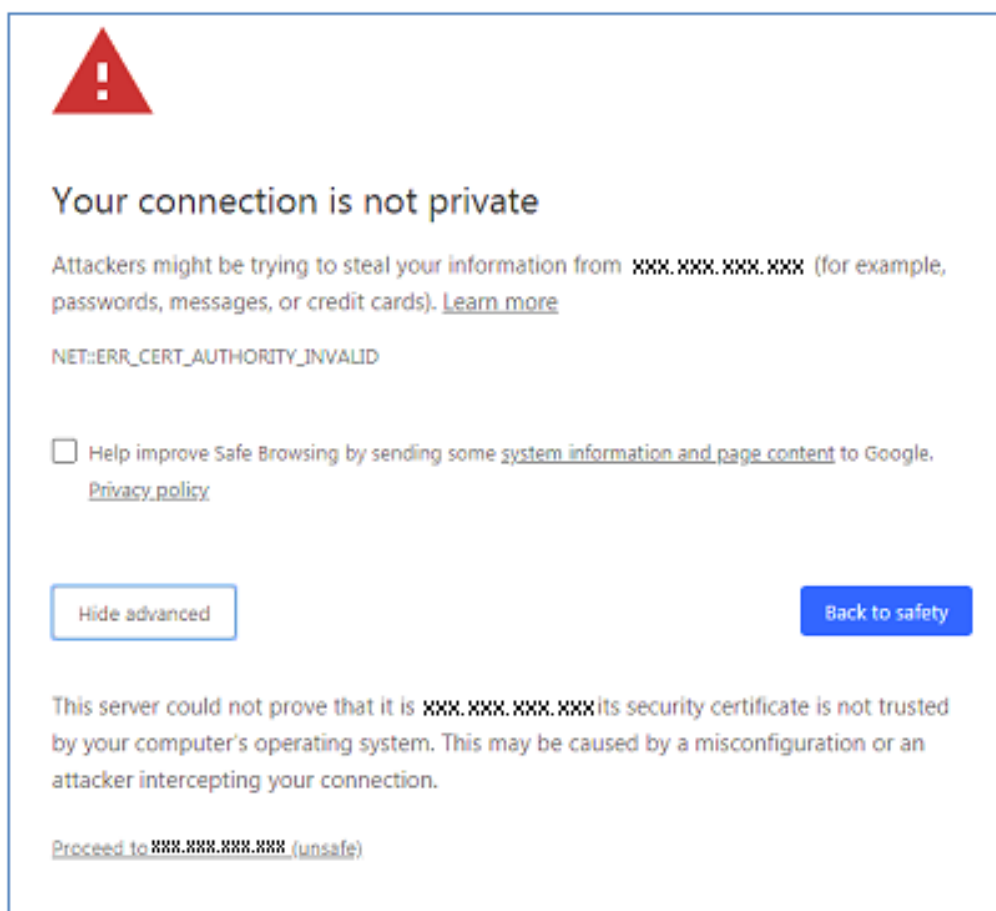 Your connection is not private
Attackers might be trying to steal your information from xxx.xxx.xxx.xxx (for example,
passwords, messages, or credit cards). Learn more
NET::ERR_CERT_AUTHORITY_INVALID
Help improve Safe Browsing by sending some system information and page content to Google.
Privacy policy
Hide advanced
Back to safety
This server could not prove that it is xxx.xxx.xxx.xxx its security certificate is not trusted
by your computer's operating system. This may be caused by a misconfiguration or an
attacker intercepting your connection.
Proceed to xxx.xxx.xxx.xxx (unsafe)